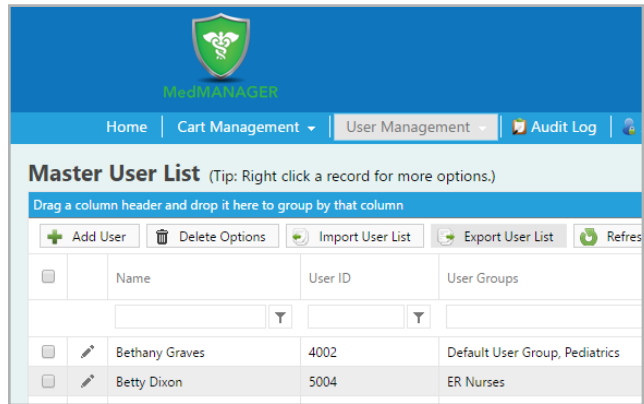 MedMANAGER
Home Cart Management User Management Audit Log
Master User List (Tip: Right click a record for more options.)
Drag a column header and drop it here to group by that column
Add User Delete Options Import User List Export User List Refres
Name User ID User Groups
Bethany Graves 4002 Default User Group, Pediatrics
Betty Dixon 5004 ER Nurses